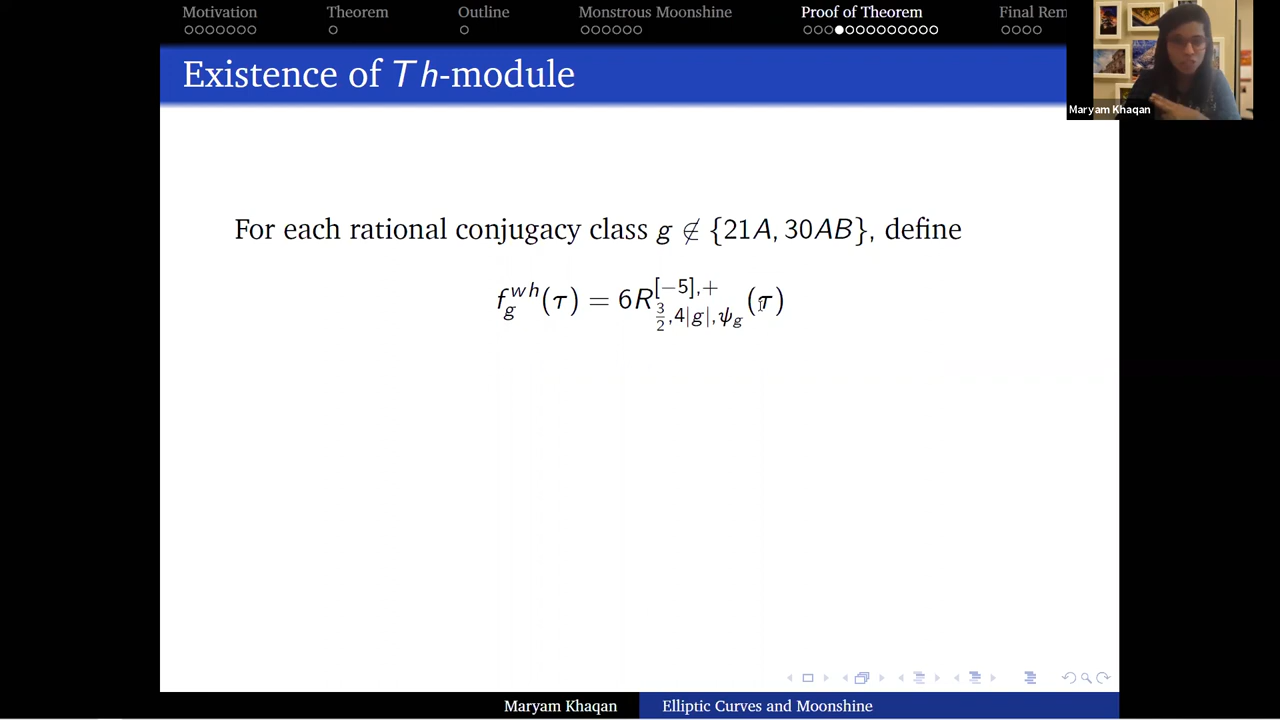 Motivation Theorem Outline Monstrous Moonshine Proof of Theorem Final Rem
Maryam Khaqan
Existence of Th-module
For each rational conjugacy class g ∉ {21A, 30AB}, define
f_g^{wh}(τ) = 6R^{[−5],+}_{3/2,4|g|,ψ_g}(τ)
Maryam Khaqan Elliptic Curves and Moonshine